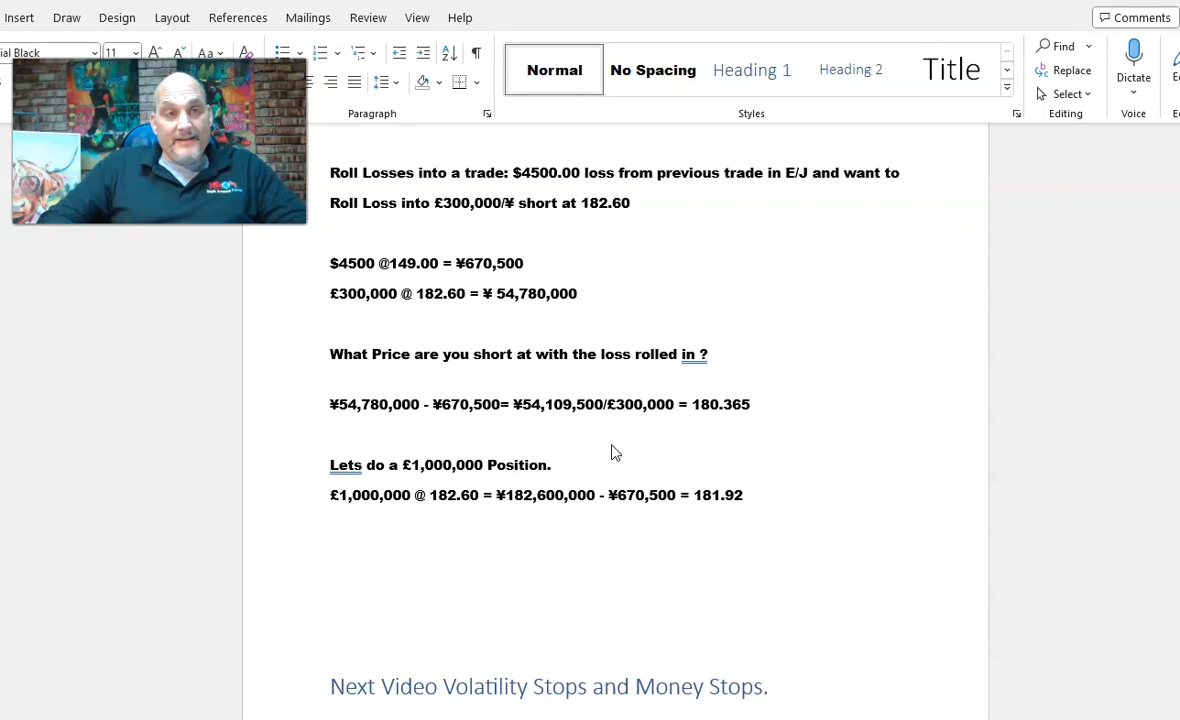 Insert Draw Design Layout References Mailings Review View Help Comments
ial Black 11 Aa
Normal No Spacing Heading 1 Heading 2 Title
Find
Replace
Select
Dictate
Paragraph Styles Editing Voice
Roll Losses into a trade: $4500.00 loss from previous trade in E/J and want to
Roll Loss into £300,000/¥ short at 182.60
$4500 @149.00 = ¥670,500
£300,000 @ 182.60 = ¥ 54,780,000
What Price are you short at with the loss rolled in ?
¥54,780,000 - ¥670,500= ¥54,109,500/£300,000 = 180.365
Lets do a £1,000,000 Position.
£1,000,000 @ 182.60 = ¥182,600,000 - ¥670,500 = 181.92
Next Video Volatility Stops and Money Stops.